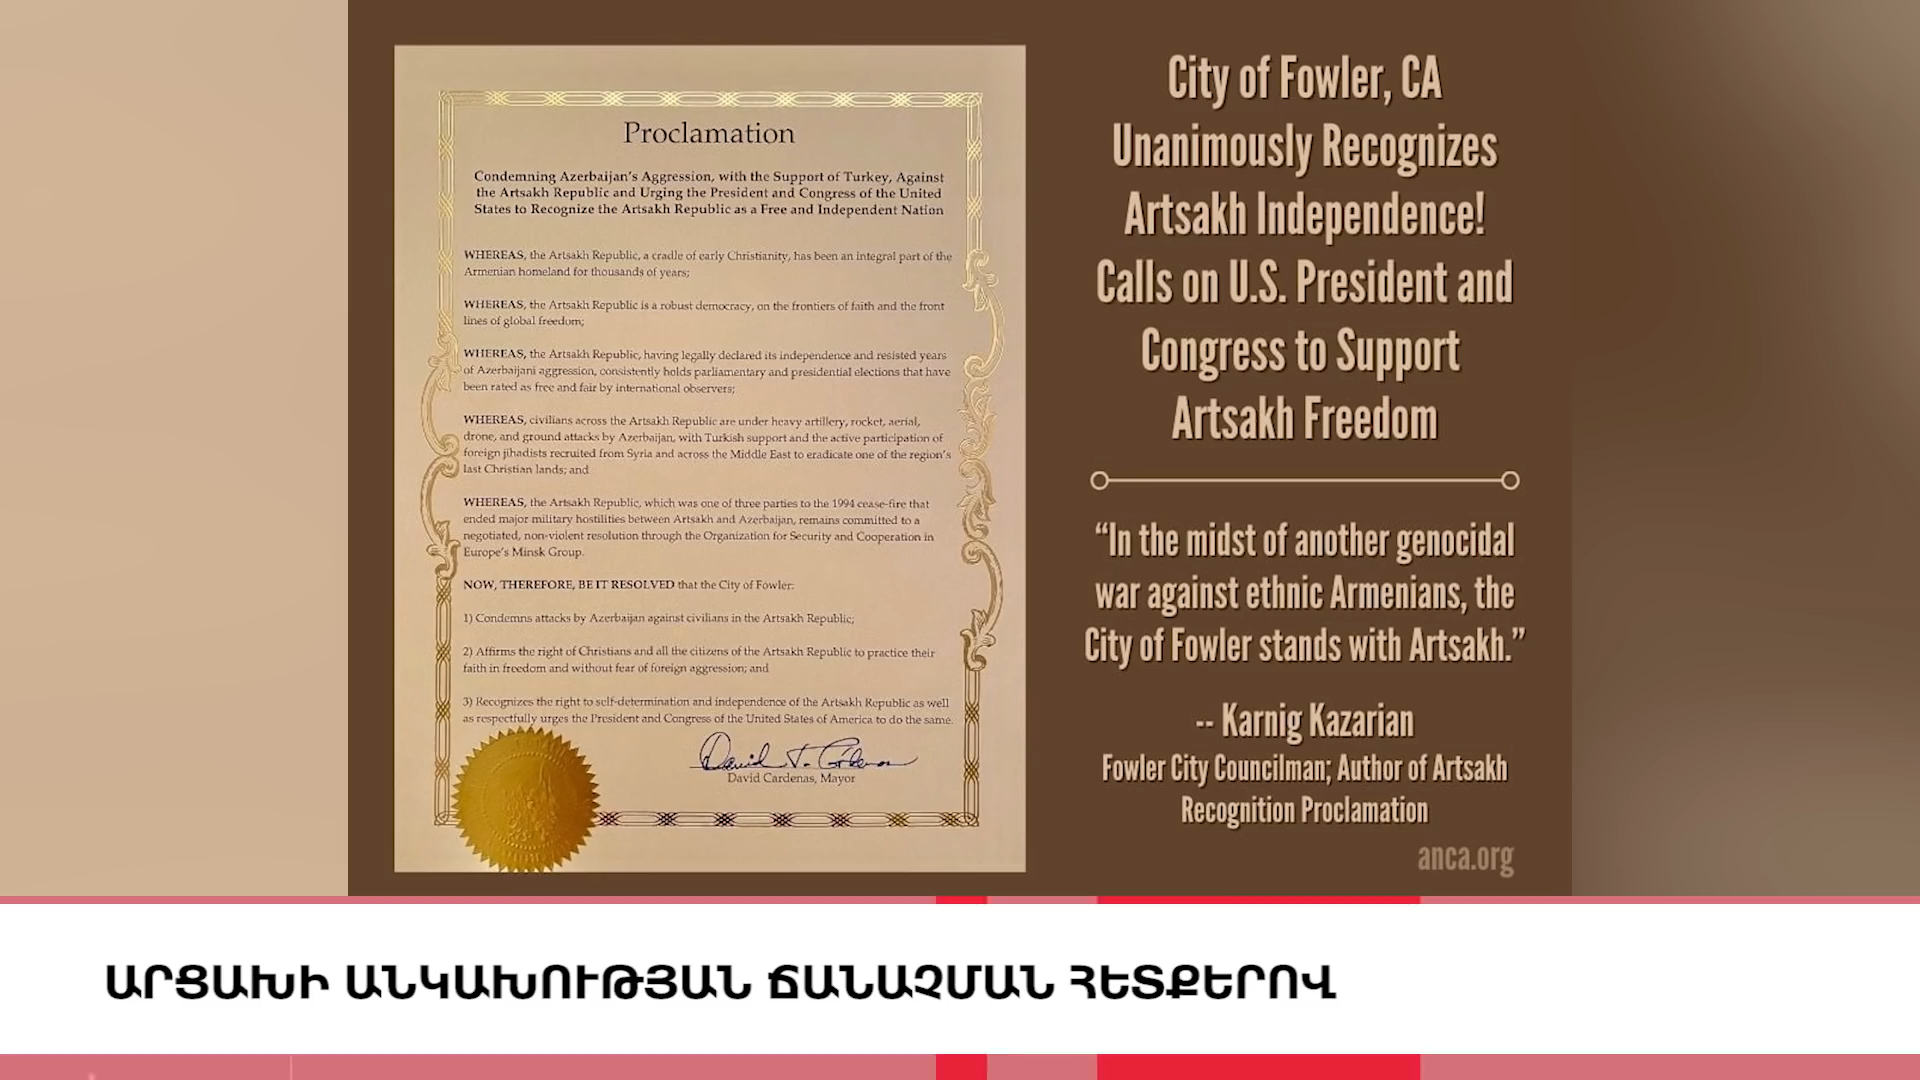 Proclamation
Condemning Azerbaijan's Aggression, with the Support of Turkey, Against
the Artsakh Republic and Urging the President and Congress of the United
States to Recognize the Artsakh Republic as a Free and Independent Nation
WHEREAS, the Artsakh Republic, a cradle of early Christianity, has been an integral part of the
Armenian homeland for thousands of years;
WHEREAS, the Artsakh Republic is a robust democracy, on the frontiers of faith and the front
lines of global freedom;
WHEREAS, the Artsakh Republic, having legally declared its independence and resisted years
of Azerbaijani aggression, consistently holds parliamentary and presidential elections that have
been rated as free and fair by international observers;
WHEREAS, civilians across the Artsakh Republic are under heavy artillery, rocket, aerial,
drone, and ground attacks by Azerbaijan, with Turkish support and the active participation of
foreign jihadists recruited from Syria and across the Middle East to eradicate one of the region's
last Christian lands; and
WHEREAS, the Artsakh Republic, which was one of three parties to the 1994 cease-fire that
ended major military hostilities between Artsakh and Azerbaijan, remains committed to a
negotiated, non-violent resolution through the Organization for Security and Cooperation in
Europe's Minsk Group.
NOW, THEREFORE, BE IT RESOLVED that the City of Fowler:
1) Condemns attacks by Azerbaijan against civilians in the Artsakh Republic;
2) Affirms the right of Christians and all the citizens of the Artsakh Republic to practice their
faith in freedom and without fear of foreign aggression; and
3) Recognizes the right to self-determination and independence of the Artsakh Republic as well
as respectfully urges the President and Congress of the United States of America to do the same.
David T. Cardenas
David Cardenas, Mayor
City of Fowler, CA
Unanimously Recognizes
Artsakh Independence!
Calls on U.S. President and
Congress to Support
Artsakh Freedom
“In the midst of another genocidal
war against ethnic Armenians, the
City of Fowler stands with Artsakh.”
-- Karnig Kazarian
Fowler City Councilman; Author of Artsakh
Recognition Proclamation
anca.org
ԱՐՑԱԽԻ ԱՆԿԱԽՈՒԹՅԱՆ ՃԱՆԱՉՄԱՆ ՀԵՏՔԵՐՈՎ